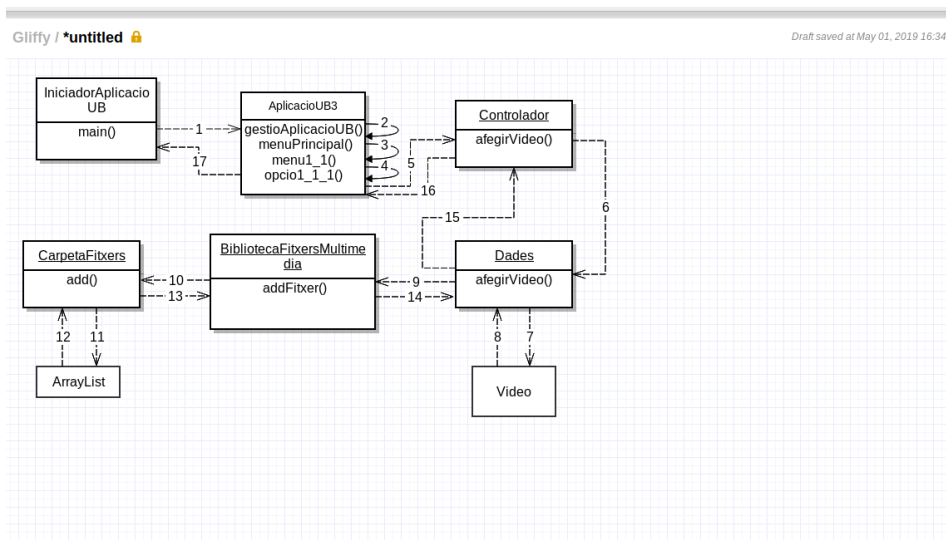 Gliffy / *untitled
Draft saved at May 01, 2019 16:34
IniciadorAplicacio
UB
main()
1
17
AplicacioUB3
gestioAplicacioUB()
menuPrincipal()
menu1_1()
opcio1_1_1()
2
3
4
5
16
Controlador
afegirVideo()
6
15
CarpetaFitxers
add()
10
13
BibliotecaFitxersMultime
dia
addFitxer()
9
14
Dades
afegirVideo()
12
11
8
7
ArrayList
Video